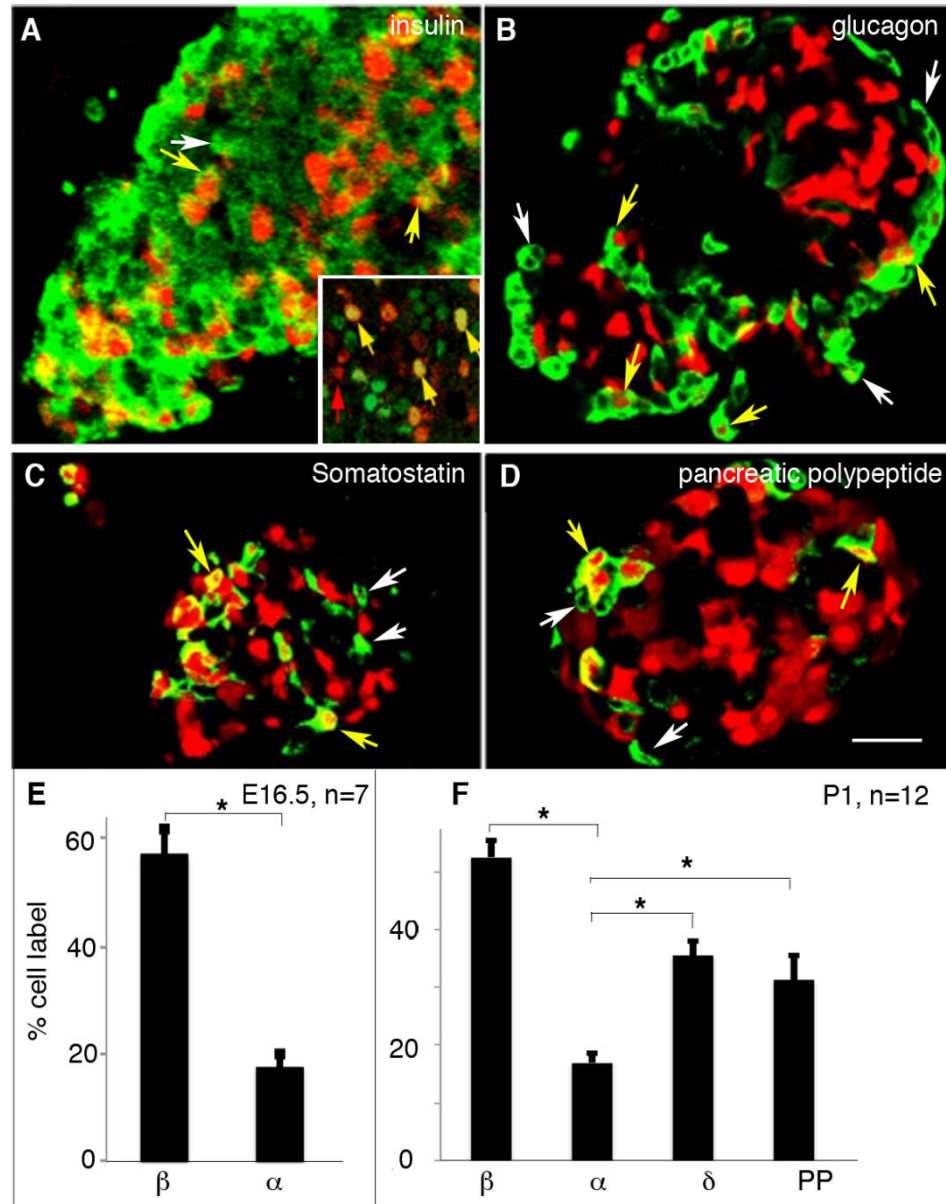 A insulin
B glucagon
C Somatostatin
D pancreatic polypeptide
E E16.5, n=7
F P1, n=12
% cell label
60
40
20
0
*
β α
40
20
0
*
*
*
β α δ PP